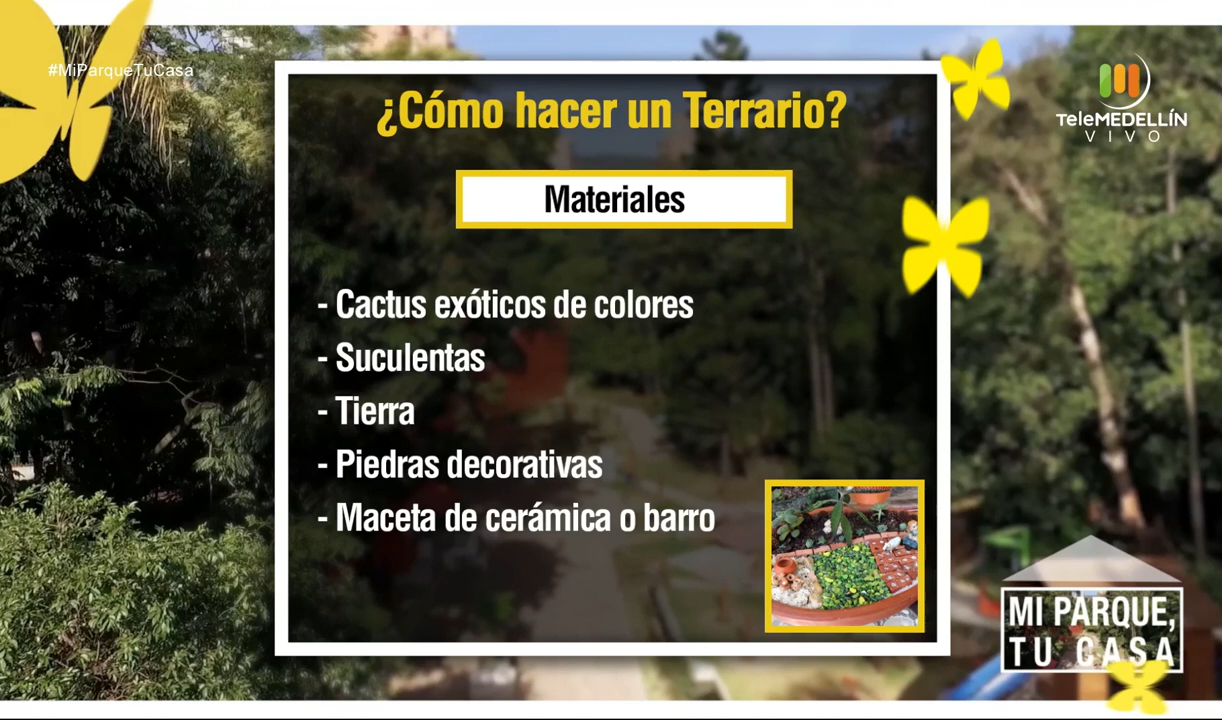 #MiParqueTuCasa
¿Cómo hacer un Terrario?
TeleMEDELLÍN
VIVO
Materiales
- Cactus exóticos de colores
- Suculentas
- Tierra
- Piedras decorativas
- Maceta de cerámica o barro
MI PARQUE,
TU CASA